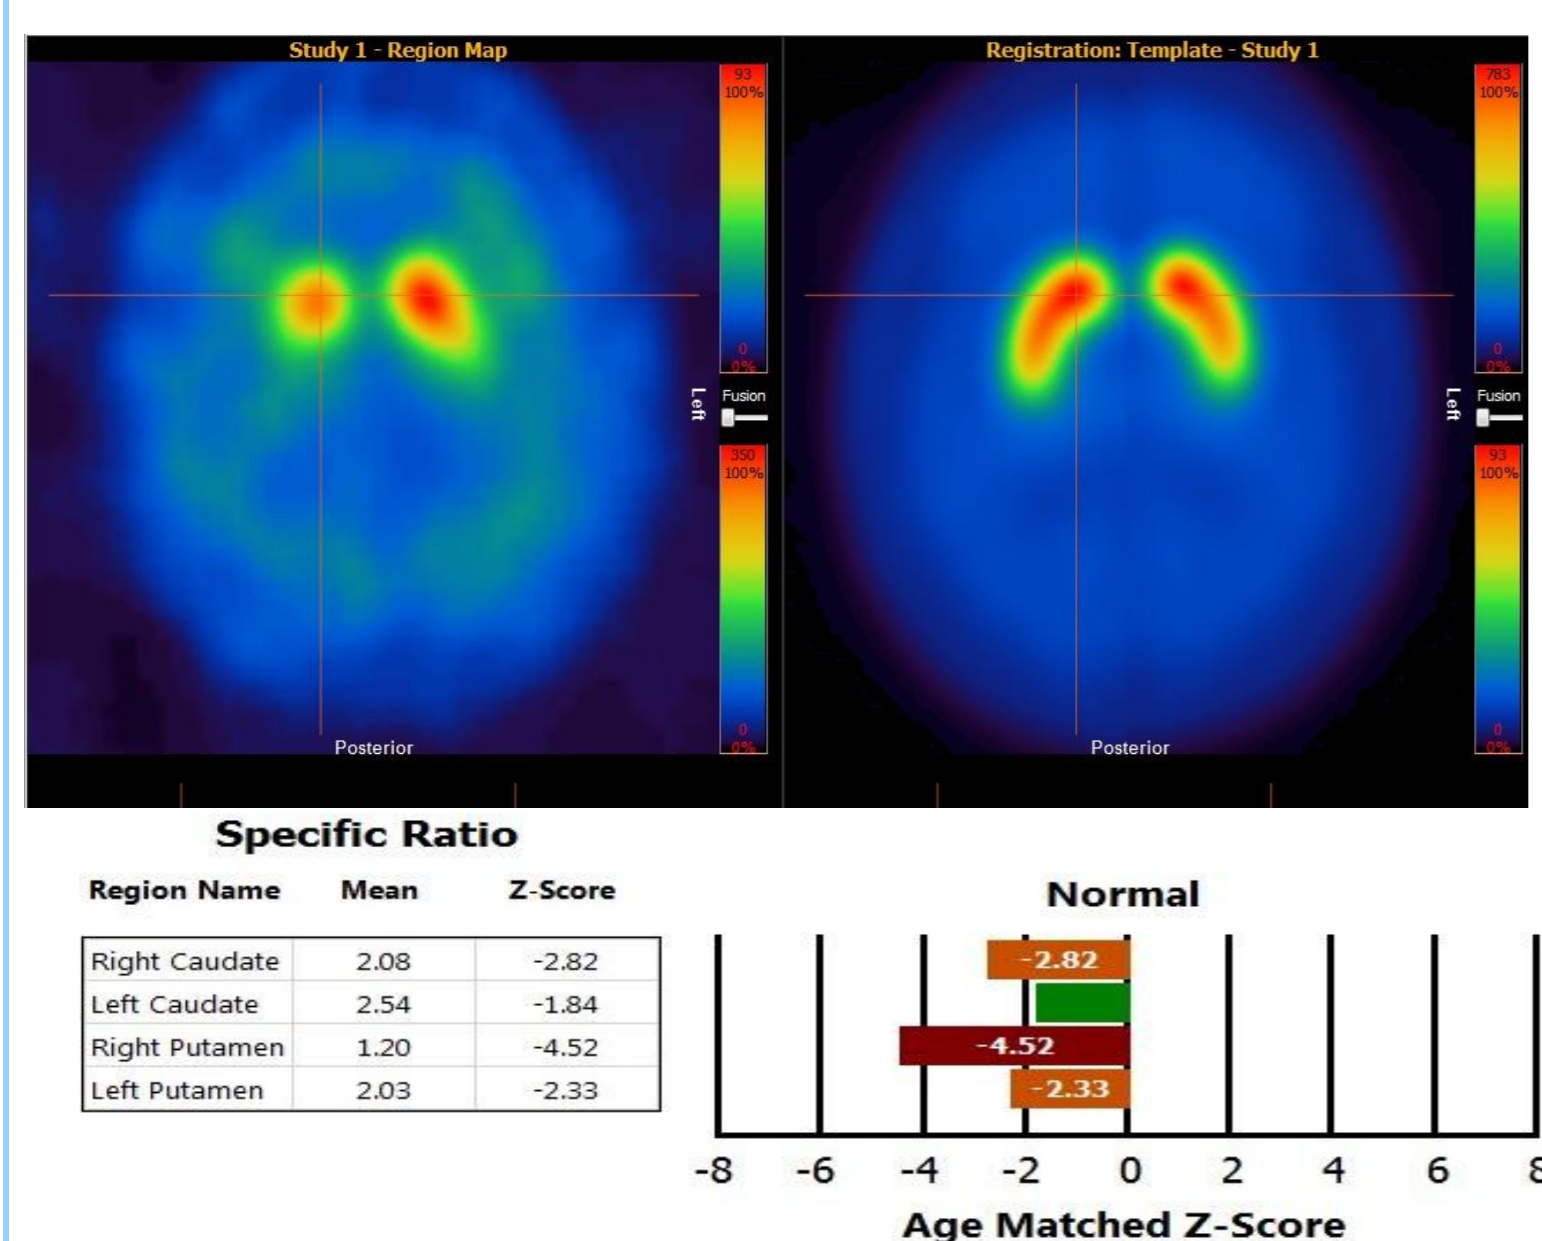 Study 1 - Region Map
93
100%
0
0%
Left
Fusion
350
100%
0
0%
Posterior
Registration: Template - Study 1
783
100%
0
0%
Left
Fusion
93
100%
0
0%
Posterior
Specific Ratio
Region Name Mean Z-Score
Right Caudate 2.08 -2.82
Left Caudate 2.54 -1.84
Right Putamen 1.20 -4.52
Left Putamen 2.03 -2.33
Normal
-2.82
-4.52
-2.33
-8 -6 -4 -2 0 2 4 6 8
Age Matched Z-Score